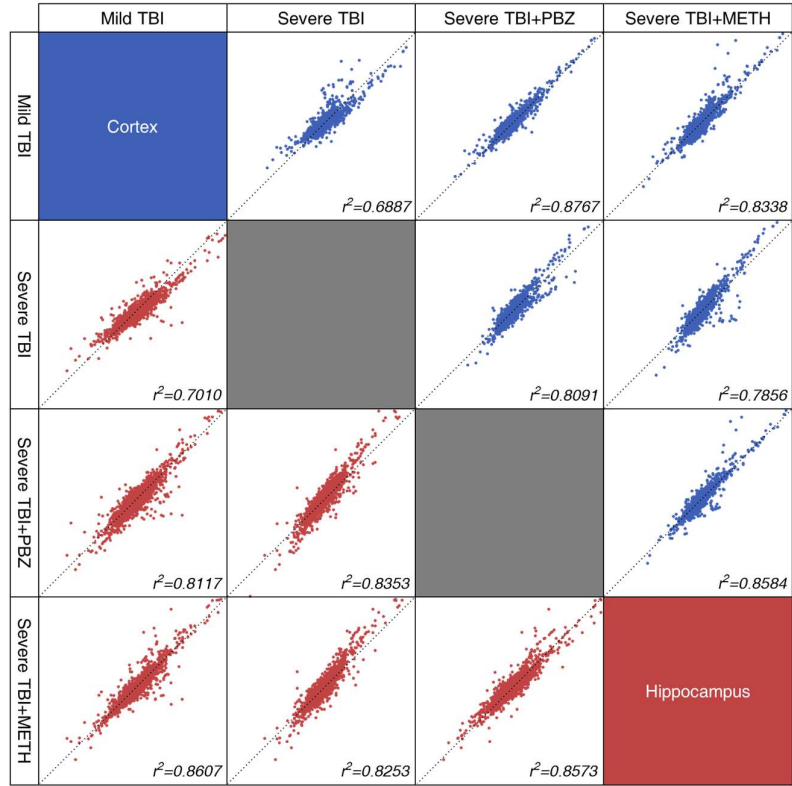 Mild TBI Severe TBI Severe TBI+PBZ Severe TBI+METH
Mild TBI
Cortex
r²=0.6887
r²=0.8767
r²=0.8338
Severe TBI
r²=0.7010
r²=0.8091
r²=0.7856
Severe TBI+PBZ
r²=0.8117
r²=0.8353
r²=0.8584
Severe TBI+METH
Hippocampus
r²=0.8607
r²=0.8253
r²=0.8573